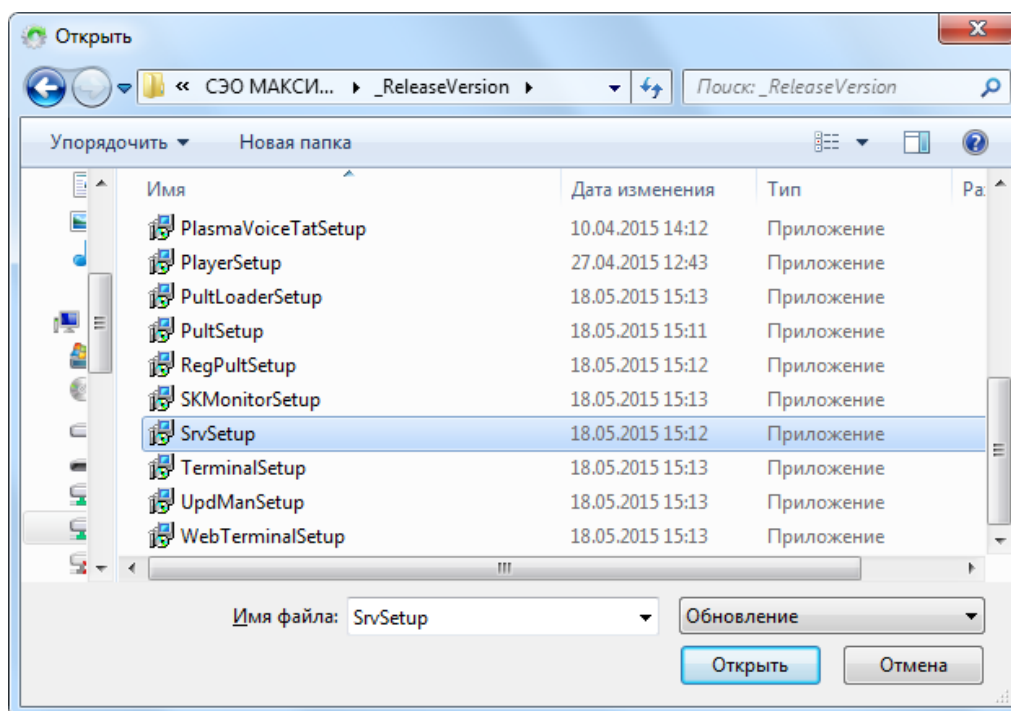 Открыть
« СЭО МАКСИ... _ReleaseVersion
Поиск: _ReleaseVersion
Упорядочить Новая папка
Имя Дата изменения Тип Ра:
PlasmaVoiceTatSetup 10.04.2015 14:12 Приложение
PlayerSetup 27.04.2015 12:43 Приложение
PultLoaderSetup 18.05.2015 15:13 Приложение
PultSetup 18.05.2015 15:11 Приложение
RegPultSetup 18.05.2015 15:12 Приложение
SKMonitorSetup 18.05.2015 15:13 Приложение
SrvSetup 18.05.2015 15:12 Приложение
TerminalSetup 18.05.2015 15:13 Приложение
UpdManSetup 18.05.2015 15:13 Приложение
WebTerminalSetup 18.05.2015 15:13 Приложение
Имя файла: SrvSetup Обновление
Открыть Отмена